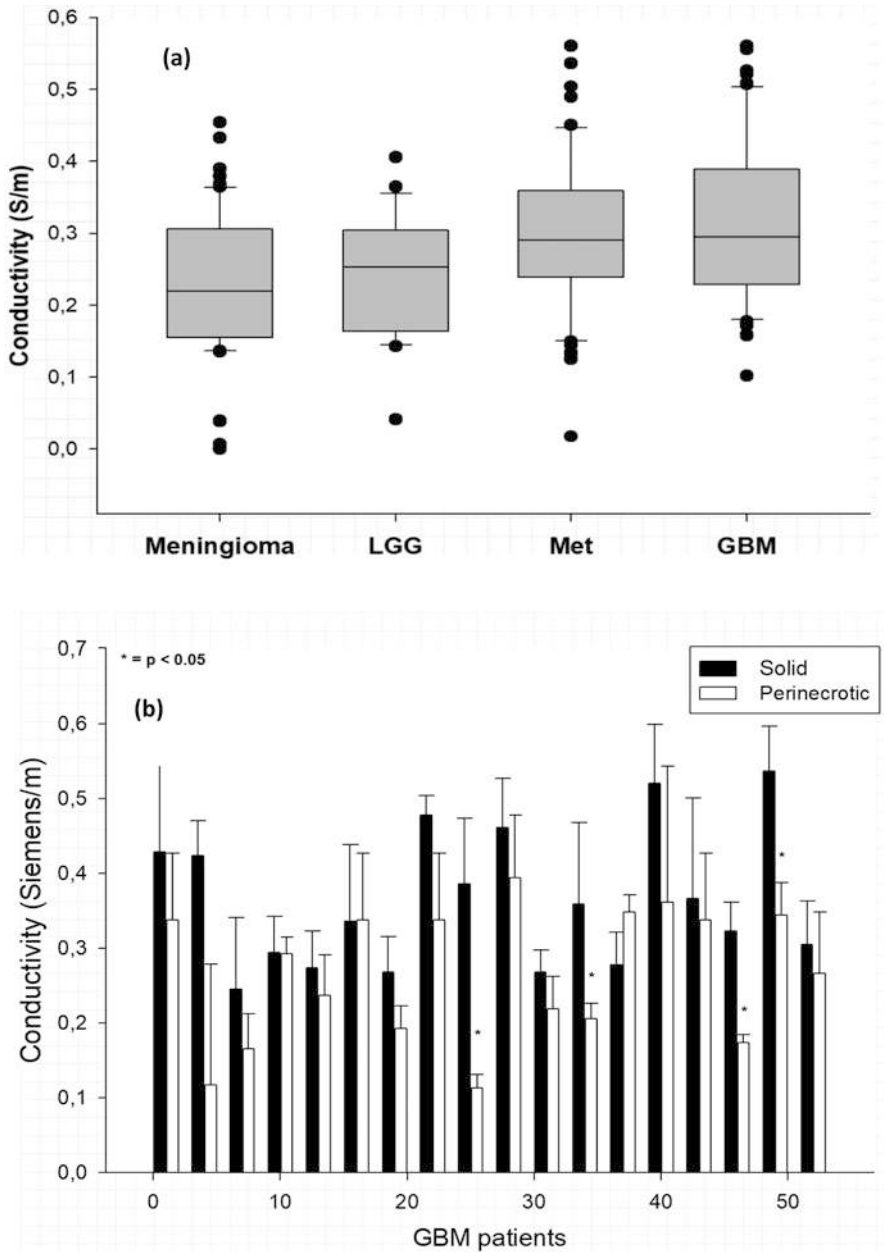 0,6
(a)
0,5
0,4
0,3
0,2
0,1
0,0
Conductivity (S/m)
Meningioma LGG Met GBM
0,7
* = p < 0.05
Solid
Perinecrotic
(b)
0,6
0,5
0,4
*
0,3
0,2
*
*
*
0,1
0,0
Conductivity (Siemens/m)
0 10 20 30 40 50
GBM patients